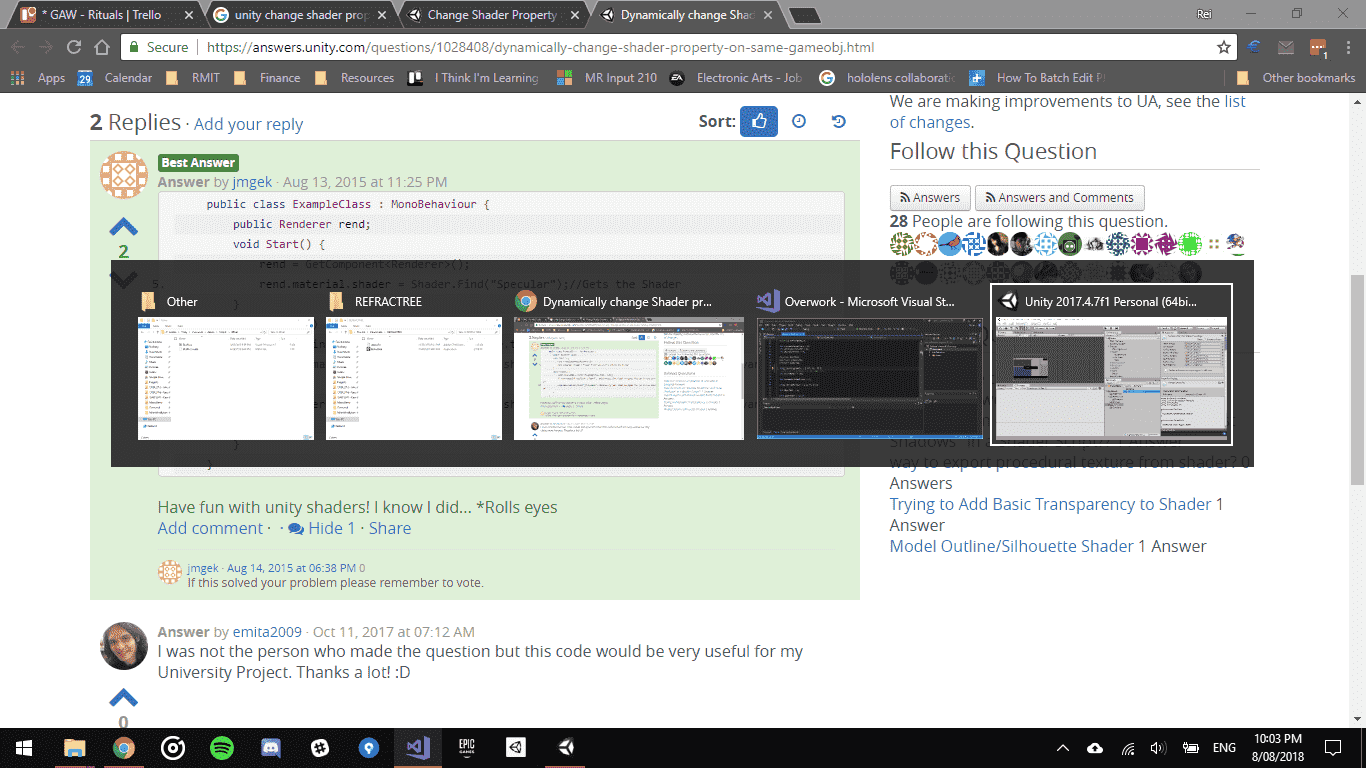 * GAW - Rituals | Trello
unity change shader prop
Change Shader Property
Dynamically change Shad
Rei
Secure
https://answers.unity.com/questions/1028408/dynamically-change-shader-property-on-same-gameobj.html
Apps
29
Calendar
RMIT
Finance
Resources
I Think I'm Learning
MR Input 210
Electronic Arts - Job
hololens collaborati
How To Batch Edit P
Other bookmarks
2 Replies · Add your reply
Sort:
Best Answer
Answer by jmgek · Aug 13, 2015 at 11:25 PM
2
public class ExampleClass : MonoBehaviour {
public Renderer rend;
void Start() {
rend = GetComponent<Renderer>();
5.
rend.material.shader = Shader.Find("Specular");//Gets the Shader
}
Other
REFRACTREE
Dynamically change Shader pr...
Overwork - Microsoft Visual St...
Unity 2017.4.7f1 Personal (64bi...
}
}
Have fun with unity shaders! I know I did... *Rolls eyes
Add comment · · Hide 1 · Share
jmgek · Aug 14, 2015 at 06:38 PM 0
If this solved your problem please remember to vote.
Answer by emita2009 · Oct 11, 2017 at 07:12 AM
I was not the person who made the question but this code would be very useful for my
University Project. Thanks a lot! :D
0
We are making improvements to UA, see the list
of changes.
Follow this Question
Answers
Answers and Comments
28 People are following this question.
way to export procedural texture from shader? 0
Answers
Trying to Add Basic Transparency to Shader 1
Answer
Model Outline/Silhouette Shader 1 Answer
EPIC
GAMES
ENG
10:03 PM
8/08/2018